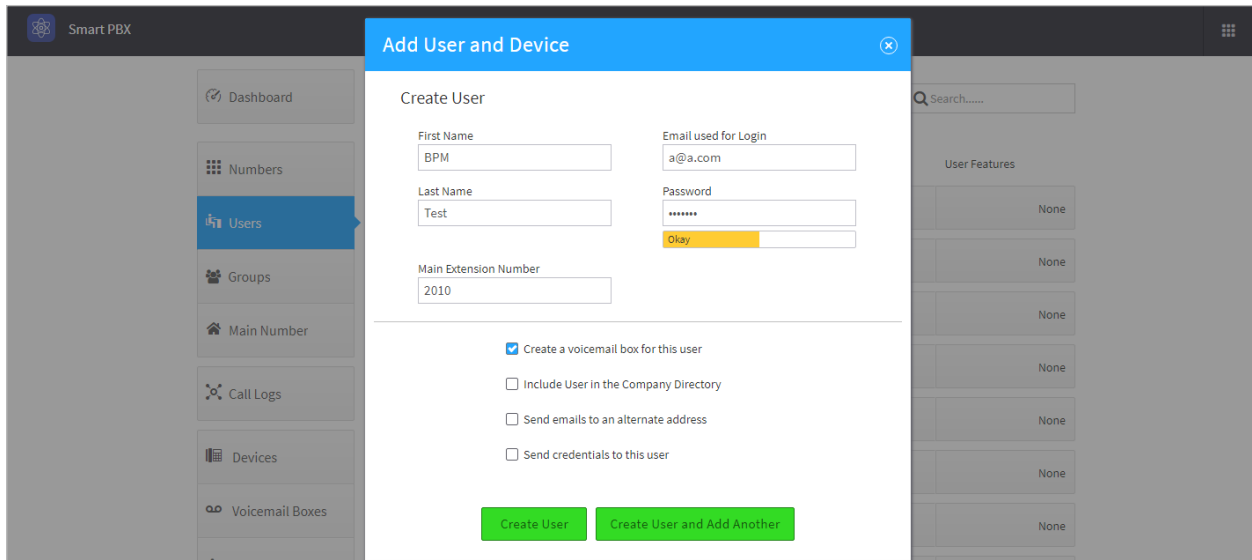 Smart PBX
Add User and Device
Dashboard
Create User
Search......
First Name
Email used for Login
BPM
a@a.com
Numbers
User Features
Last Name
Password
Users
Test
•••••••
None
Okay
Groups
Main Extension Number
None
2010
Main Number
None
Create a voicemail box for this user
None
Include User in the Company Directory
Call Logs
Send emails to an alternate address
None
Send credentials to this user
Devices
None
Voicemail Boxes
Create User
Create User and Add Another
None